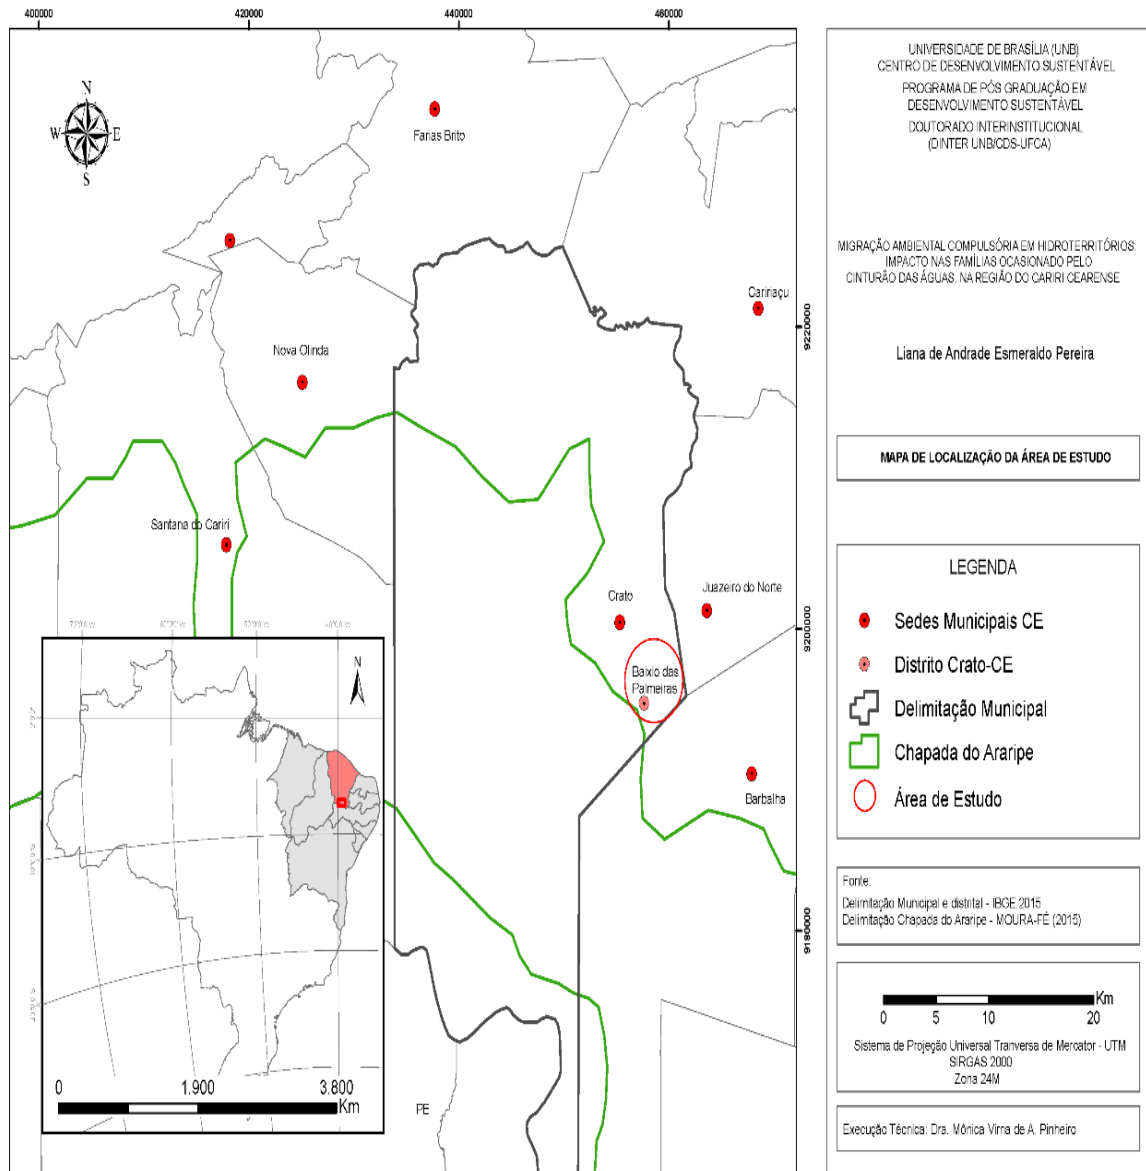 400000
420000
440000
460000
N
W
E
S
Farias Brito
Caririaçu
Nova Olinda
Santana do Cariri
Crato
Juazeiro do Norte
Baixio das
Palmeiras
Barbalha
PE
9220000
9200000
9180000
N
0
1.900
3.800
Km
UNIVERSIDADE DE BRASÍLIA (UNB)
CENTRO DE DESENVOLVIMENTO SUSTENTÁVEL
PROGRAMA DE PÓS GRADUAÇÃO EM
DESENVOLVIMENTO SUSTENTÁVEL
DOUTORADO INTERINSTITUCIONAL
(DINTER UNB/CDS-UFCA)
MIGRAÇÃO AMBIENTAL COMPULSÓRIA EM HIDROTERRITÓRIOS:
IMPACTO NAS FAMÍLIAS OCASIONADO PELO
CINTURÃO DAS ÁGUAS, NA REGIÃO DO CARIRI CEARENSE
Liana de Andrade Esmeraldo Pereira
MAPA DE LOCALIZAÇÃO DA ÁREA DE ESTUDO
LEGENDA
Sedes Municipais CE
Distrito Crato-CE
Delimitação Municipal
Chapada do Araripe
Área de Estudo
Fonte:
Delimitação Municipal e distrital - IBGE 2015
Delimitação Chapada do Araripe - MOURA-FÉ (2015)
Km
0 5 10 20
Sistema de Projeção Universal Tranversa de Mercator - UTM
SIRGAS 2000
Zona 24M
Execução Técnica: Dra. Mônica Virna de A. Pinheiro